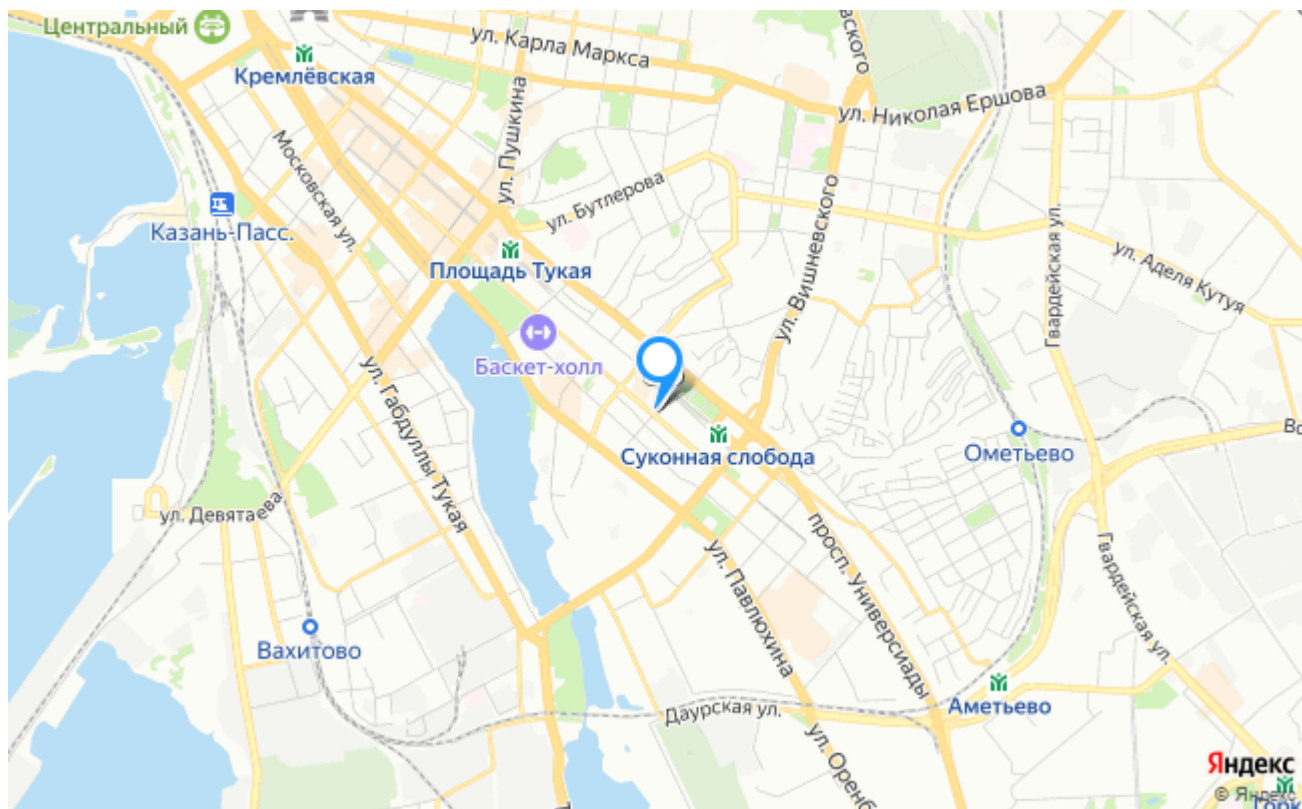 Центральный
Кремлёвская
ул. Карла Маркса
ул. Николая Ершова
Московская ул.
ул. Пушкина
ул. Бутлерова
Казань-Пасс.
Площадь Тукая
ул. Вишневского
Гвардейская ул.
ул. Аделя Кутуя
Баскет-холл
ул. Габдуллы Тукая
Суконная слобода
Ометьево
ул. Девятаева
просп. Универсиады
ул. Павлюхина
Гвардейская ул.
Вахитово
Аметьево
Даурская ул.
Яндекс
© Яндекс